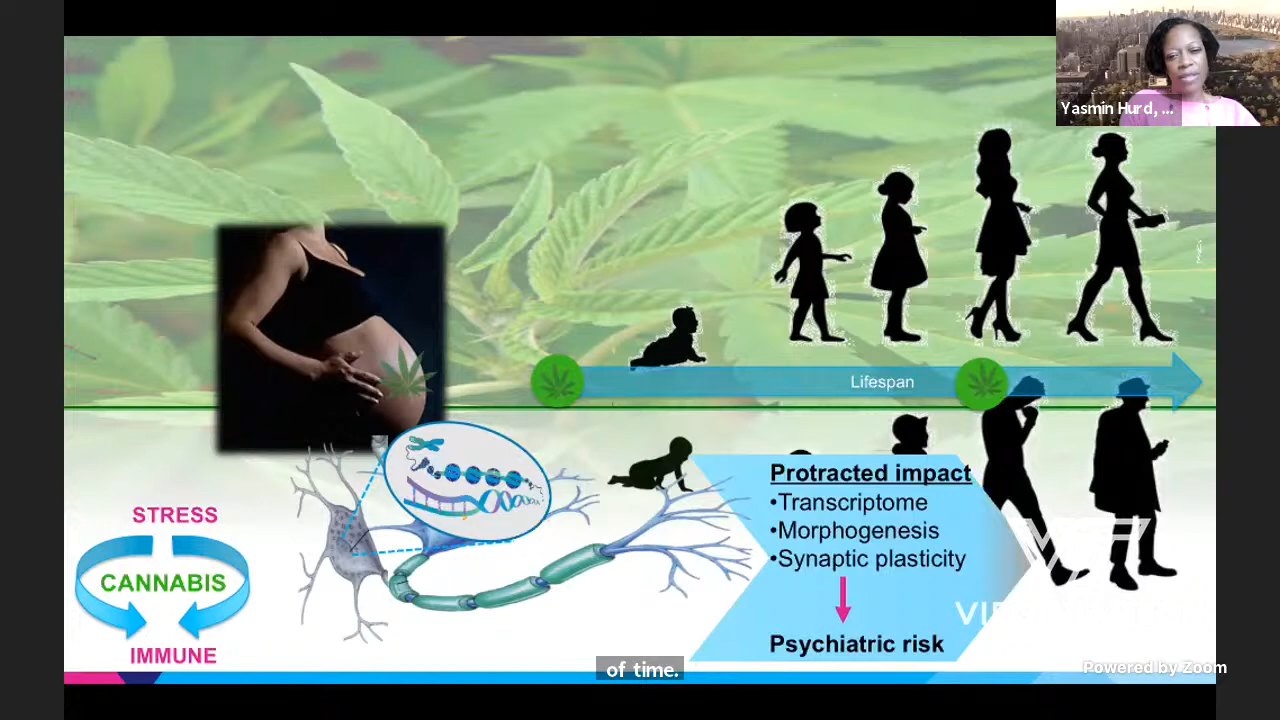 Yasmin Hurd, ...
Lifespan
Protracted impact
•Transcriptome
•Morphogenesis
•Synaptic plasticity
Psychiatric risk
STRESS
CANNABIS
IMMUNE
of time.
Powered by Zoom